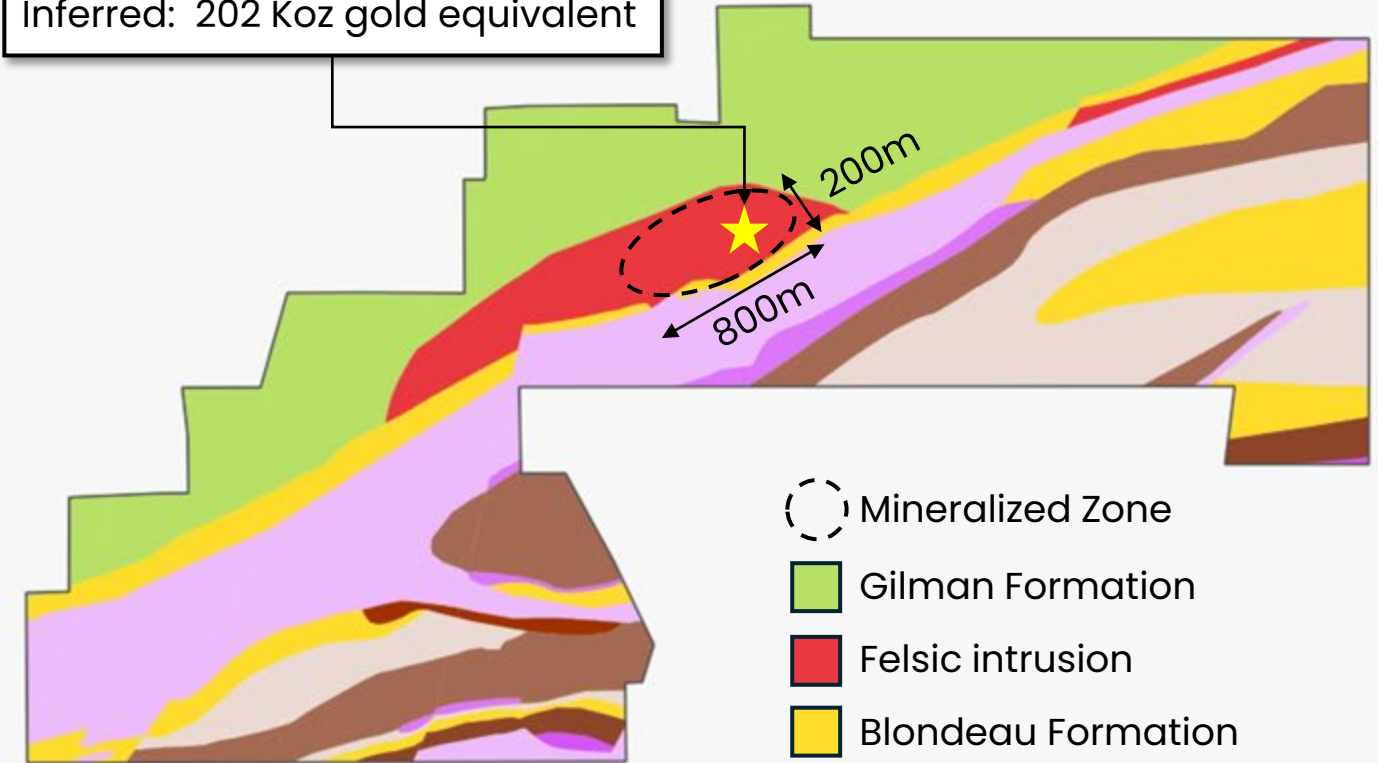 Inferred: 202 Koz gold equivalent
200m
800m
Mineralized Zone
Gilman Formation
Felsic intrusion
Blondeau Formation